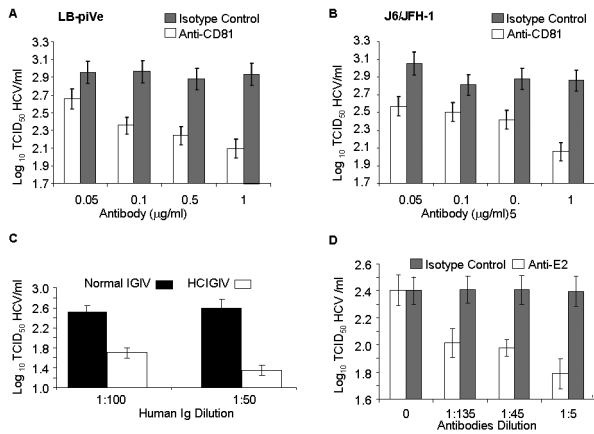 A
LB-piVe
Isotype Control
Anti-CD81
Log 10 TCID50 HCV/ml
3.1
2.9
2.7
2.5
2.3
2.1
1.9
1.7
0.05 0.1 0.5 1
Antibody (µg/ml)
B
J6/JFH-1
Isotype Control
Anti-CD81
Log 10 TCID50 HCV/ml
3.3
3.1
2.9
2.7
2.5
2.3
2.1
1.9
1.7
0.05 0.1 0. 1
Antibody (µg/ml)5
C
Normal IGIV HCIGIV
Log 10 TCID50 HCV/ml
3.0
2.6
2.2
1.8
1.4
1.0
1:100 1:50
Human Ig Dilution
D
Isotype Control Anti-E2
Log10 TCID50 HCV /ml
2.6
2.4
2.2
2.0
1.8
1.6
0 1:135 1:45 1:5
Antibodies Dilution